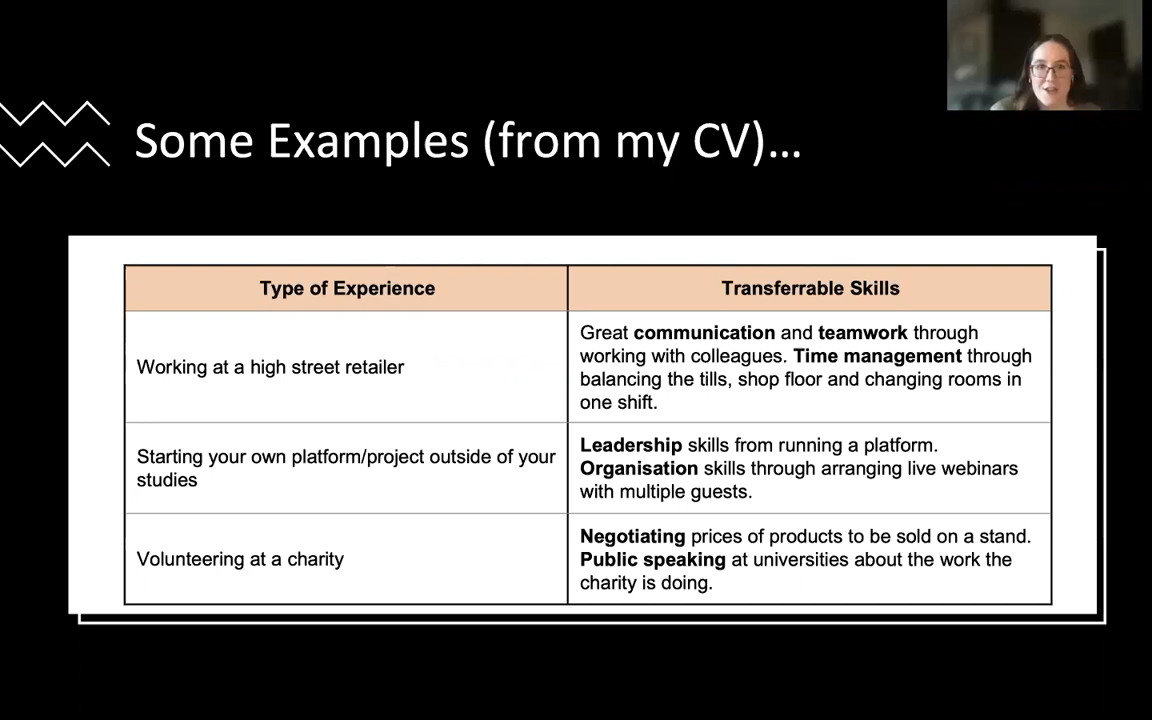 Some Examples (from my CV)...
Type of Experience
Transferrable Skills
Working at a high street retailer
Great communication and teamwork through
working with colleagues. Time management through
balancing the tills, shop floor and changing rooms in
one shift.
Starting your own platform/project outside of your
studies
Leadership skills from running a platform.
Organisation skills through arranging live webinars
with multiple guests.
Volunteering at a charity
Negotiating prices of products to be sold on a stand.
Public speaking at universities about the work the
charity is doing.